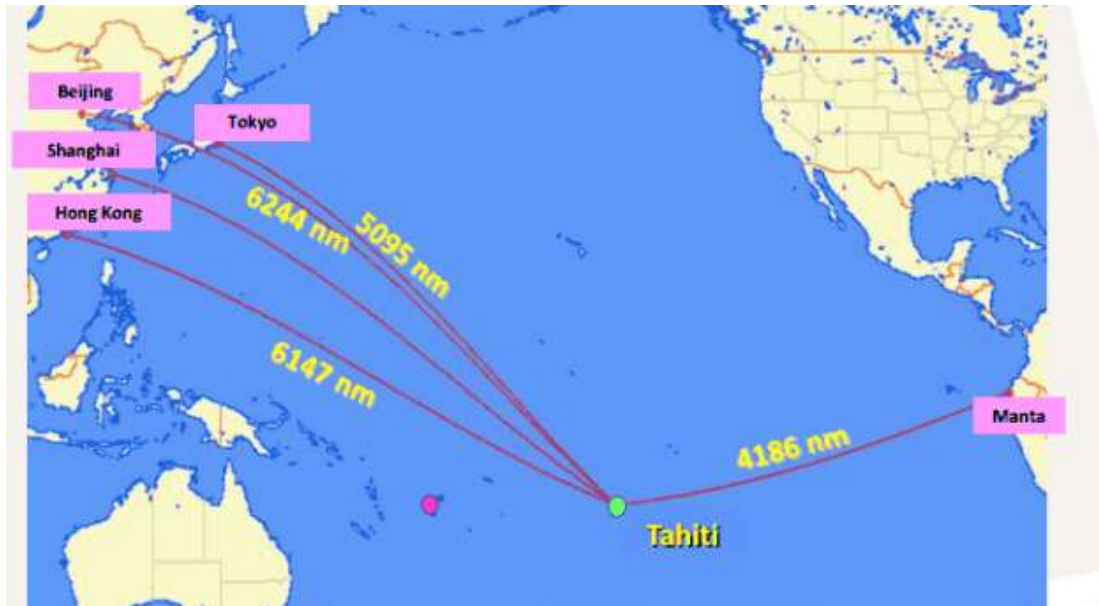 Beijing
Tokyo
Shanghai
Hong Kong
6244 nm
5095 nm
6147 nm
4186 nm
Manta
Tahiti